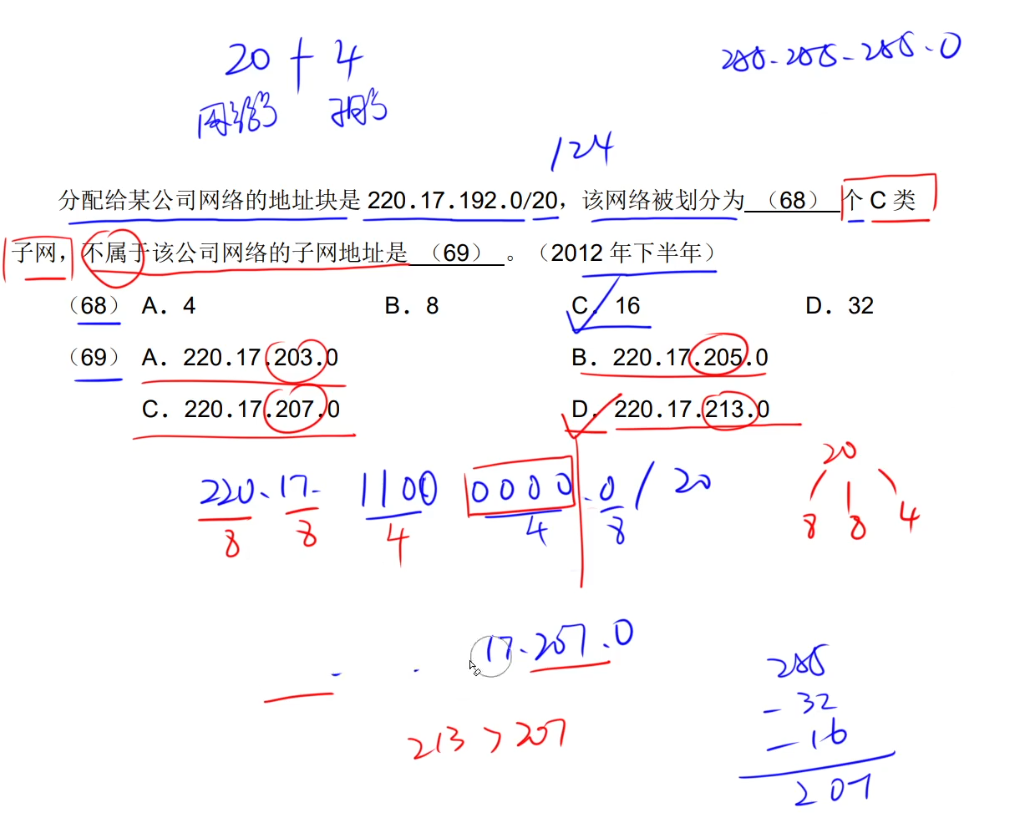 20 + 4
255.255.255.0
网络号 子网号
/24
分配给某公司网络的地址块是 220.17.192.0/20，该网络被划分为 （68） 个 C 类
子网，不属于该公司网络的子网地址是 （69） 。（2012 年下半年）
（68） A. 4 B. 8 C. 16 D. 32
（69） A. 220.17.203.0 B. 220.17.205.0
C. 220.17.207.0 D. 220.17.213.0
20
220.17.1100 0000.0/20
8 8 4 4 8
8 8 4
17.207.0
255
-32
-16
207
213 > 207